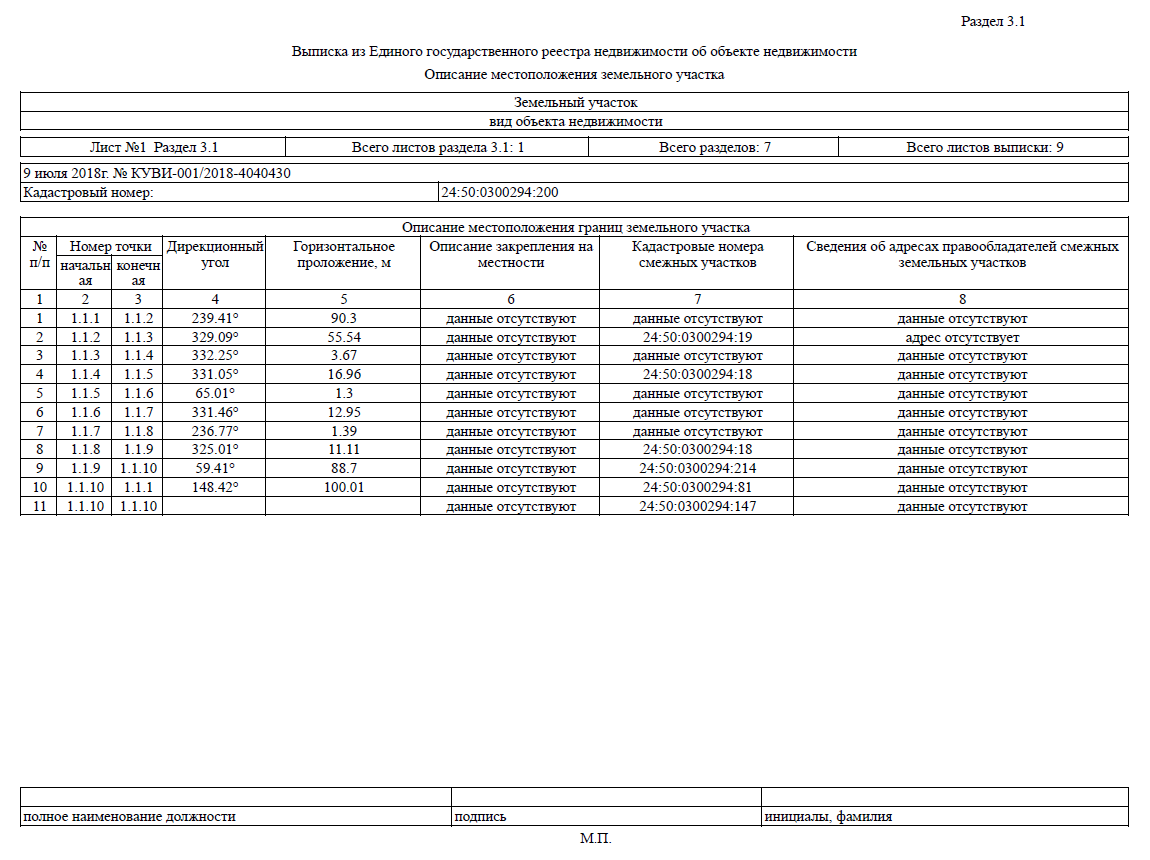 Раздел 3.1
Выписка из Единого государственного реестра недвижимости об объекте недвижимости
Описание местоположения земельного участка
Земельный участок
вид объекта недвижимости
Лист №1 Раздел 3.1 Всего листов раздела 3.1: 1 Всего разделов: 7 Всего листов выписки: 9
9 июля 2018г. № КУВИ-001/2018-4040430
Кадастровый номер: 24:50:0300294:200
Описание местоположения границ земельного участка
№ п/п Номер точки Дирекционный угол Горизонтальное проложение, м Описание закрепления на местности Кадастровые номера смежных участков Сведения об адресах правообладателей смежных земельных участков
начальн ая конечн ая
1 2 3 4 5 6 7 8
1 1.1.1 1.1.2 239.41° 90.3 данные отсутствуют данные отсутствуют данные отсутствуют
2 1.1.2 1.1.3 329.09° 55.54 данные отсутствуют 24:50:0300294:19 адрес отсутствует
3 1.1.3 1.1.4 332.25° 3.67 данные отсутствуют данные отсутствуют данные отсутствуют
4 1.1.4 1.1.5 331.05° 16.96 данные отсутствуют 24:50:0300294:18 данные отсутствуют
5 1.1.5 1.1.6 65.01° 1.3 данные отсутствуют данные отсутствуют данные отсутствуют
6 1.1.6 1.1.7 331.46° 12.95 данные отсутствуют данные отсутствуют данные отсутствуют
7 1.1.7 1.1.8 236.77° 1.39 данные отсутствуют данные отсутствуют данные отсутствуют
8 1.1.8 1.1.9 325.01° 11.11 данные отсутствуют 24:50:0300294:18 данные отсутствуют
9 1.1.9 1.1.10 59.41° 88.7 данные отсутствуют 24:50:0300294:214 данные отсутствуют
10 1.1.10 1.1.1 148.42° 100.01 данные отсутствуют 24:50:0300294:81 данные отсутствуют
11 1.1.10 1.1.10 данные отсутствуют 24:50:0300294:147 данные отсутствуют
полное наименование должности подпись инициалы, фамилия
М.П.